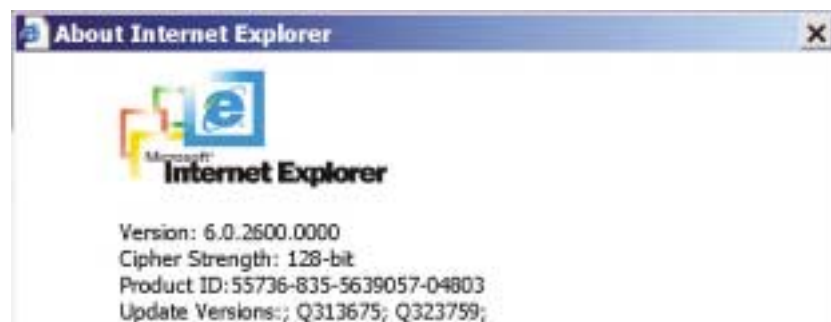 About Internet Explorer
Microsoft
Internet Explorer
Version: 6.0.2600.0000
Cipher Strength: 128-bit
Product ID:55736-835-5639057-04803
Update Versions:; Q313675; Q323759;